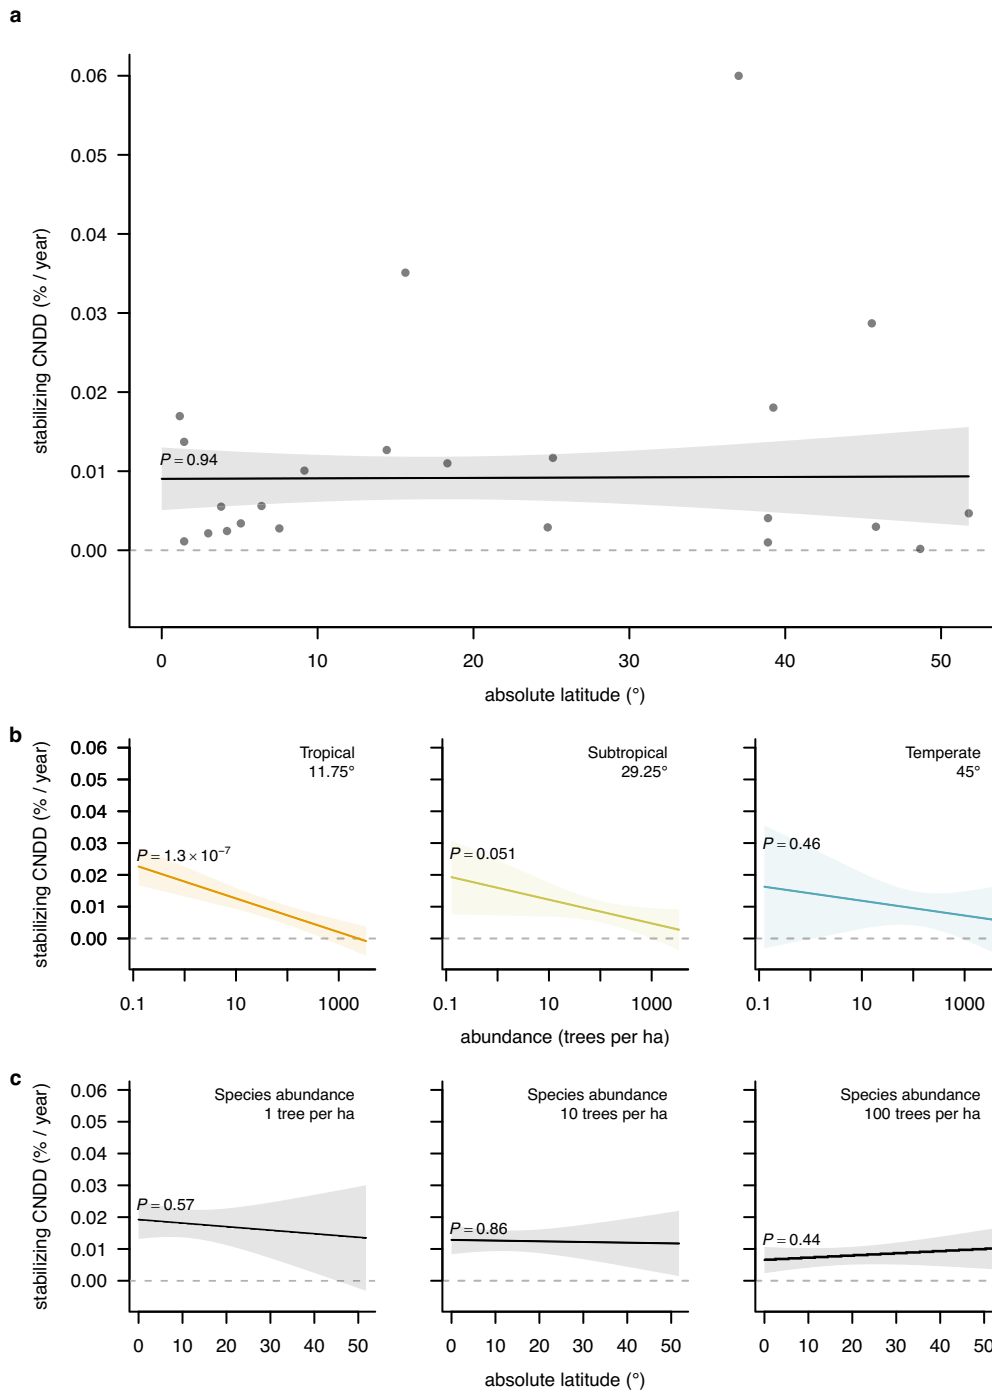 a
0.06
0.05
0.04
0.03
0.02
0.01
0.00
stabilizing CNDD (% / year)
P = 0.94
0 10 20 30 40 50
absolute latitude (°)
b
0.06
0.05
0.04
0.03
0.02
0.01
0.00
stabilizing CNDD (% / year)
Tropical
11.75°
P = 1.3 × 10⁻⁷
Subtropical
29.25°
P = 0.051
Temperate
45°
P = 0.46
0.1 10 1000 0.1 10 1000 0.1 10 1000
abundance (trees per ha)
c
0.06
0.05
0.04
0.03
0.02
0.01
0.00
stabilizing CNDD (% / year)
Species abundance
1 tree per ha
P = 0.57
Species abundance
10 trees per ha
P = 0.86
Species abundance
100 trees per ha
P = 0.44
0 10 20 30 40 50 0 10 20 30 40 50 0 10 20 30 40 50
absolute latitude (°)